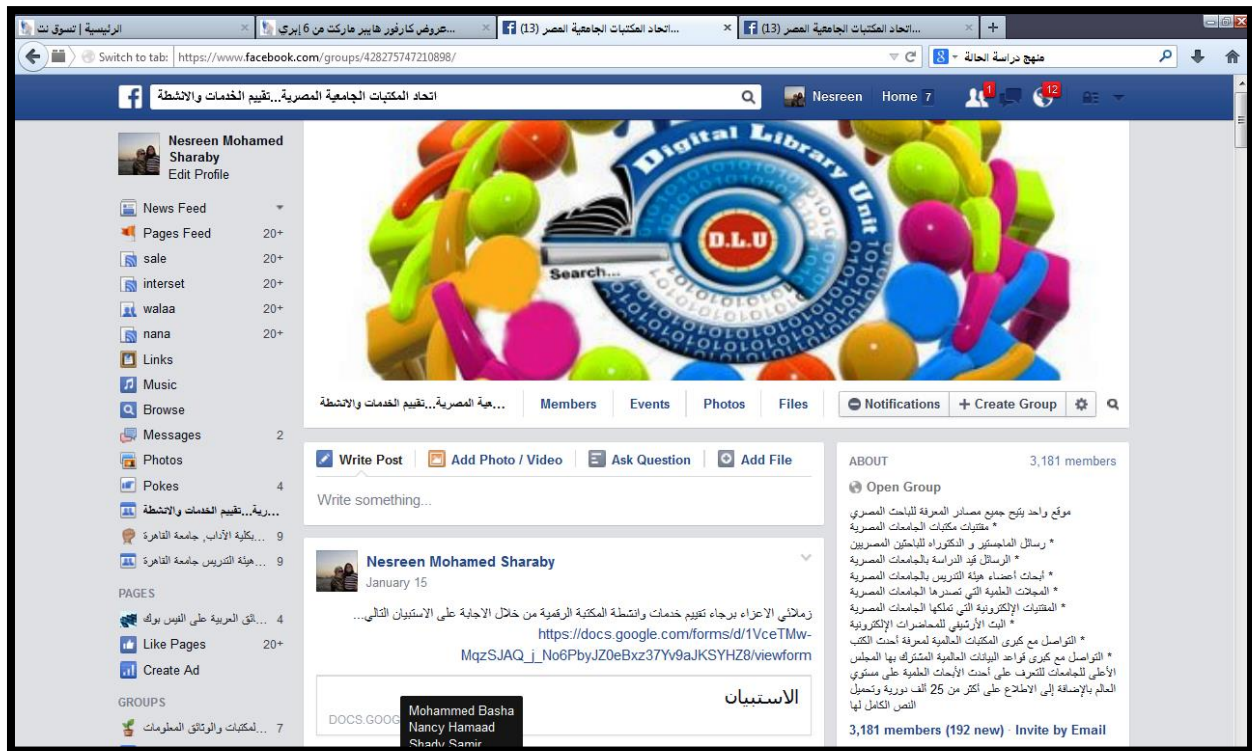 الرئيسية | تسوق نت
عروض كارفور هايبر ماركت من 6 إبري...
اتحاد المكتبات الجامعية المصر (13)...
اتحاد المكتبات الجامعية المصر (13)...
Switch to tab: https://www.facebook.com/groups/428275747210898/
منهج دراسة الحالة
اتحاد المكتبات الجامعية المصرية...تقييم الخدمات والانشطة
Nesreen Home 7
1
12
Nesreen Mohamed
Sharaby
Edit Profile
News Feed
Pages Feed 20+
sale 20+
interset 20+
walaa 20+
nana 20+
Links
Music
Browse
Messages 2
Photos
Pokes 4
...رية...تقييم الخدمات والانشطة
...بكلية الآداب, جامعة القاهرة 9
...هيئة التدريس جامعة القاهرة 9
PAGES
...ائق العربية على الفيس بوك 4
Like Pages 20+
Create Ad
GROUPS
...لمكتبات والوثائق المعلومات 7
Digital Library Unit
D.L.U
Search...
...هية المصرية...تقييم الخدمات والانشطة
Members Events Photos Files
Notifications + Create Group
Write Post Add Photo / Video Ask Question Add File
Write something...
Nesreen Mohamed Sharaby
January 15
زملائي الاعزاء برجاء تقييم خدمات وانشطة المكتبة الرقمية من خلال الاجابة على الاستبيان التالي...
https://docs.google.com/forms/d/1VceTMw-
MqzSJAQ_j_No6PbyJZ0eBxz37Yv9aJKSYHZ8/viewform
الاستبيان
DOCS.GOOG
Mohammed Basha
Nancy Hamaad
Shady Samir
ABOUT 3,181 members
Open Group
موقع واحد يتيح جميع مصادر المعرفة للباحث المصري
* مقتنيات مكتبات الجامعات المصرية
* رسائل الماجستير و الدكتوراه للباحثين المصريين
* الرسائل قيد الدراسة بالجامعات المصرية
* أبحاث أعضاء هيئة التدريس بالجامعات المصرية
* المجلات العلمية التي تصدرها الجامعات المصرية
* المقتنيات الإلكترونية التي تملكها الجامعات المصرية
* البث الأرشيفي للمحاضرات الإلكترونية
* التواصل مع كبرى المكتبات العالمية لمعرفة أحدث الكتب
* التواصل مع كبرى قواعد البيانات العالمية المشترك بها المجلس
الأعلى للجامعات للتعرف على أحدث الأبحاث العلمية على مستوي
العالم بالإضافة إلى الاطلاع على أكثر من 25 ألف دورية وتحميل
النص الكامل لها
3,181 members (192 new) · Invite by Email